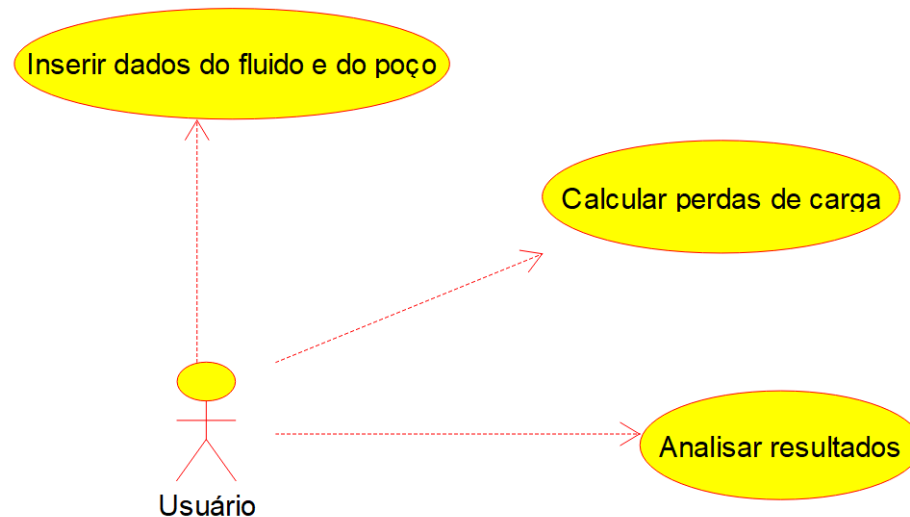 Inserir dados do fluido e do poço
Calcular perdas de carga
Analisar resultados
Usuário